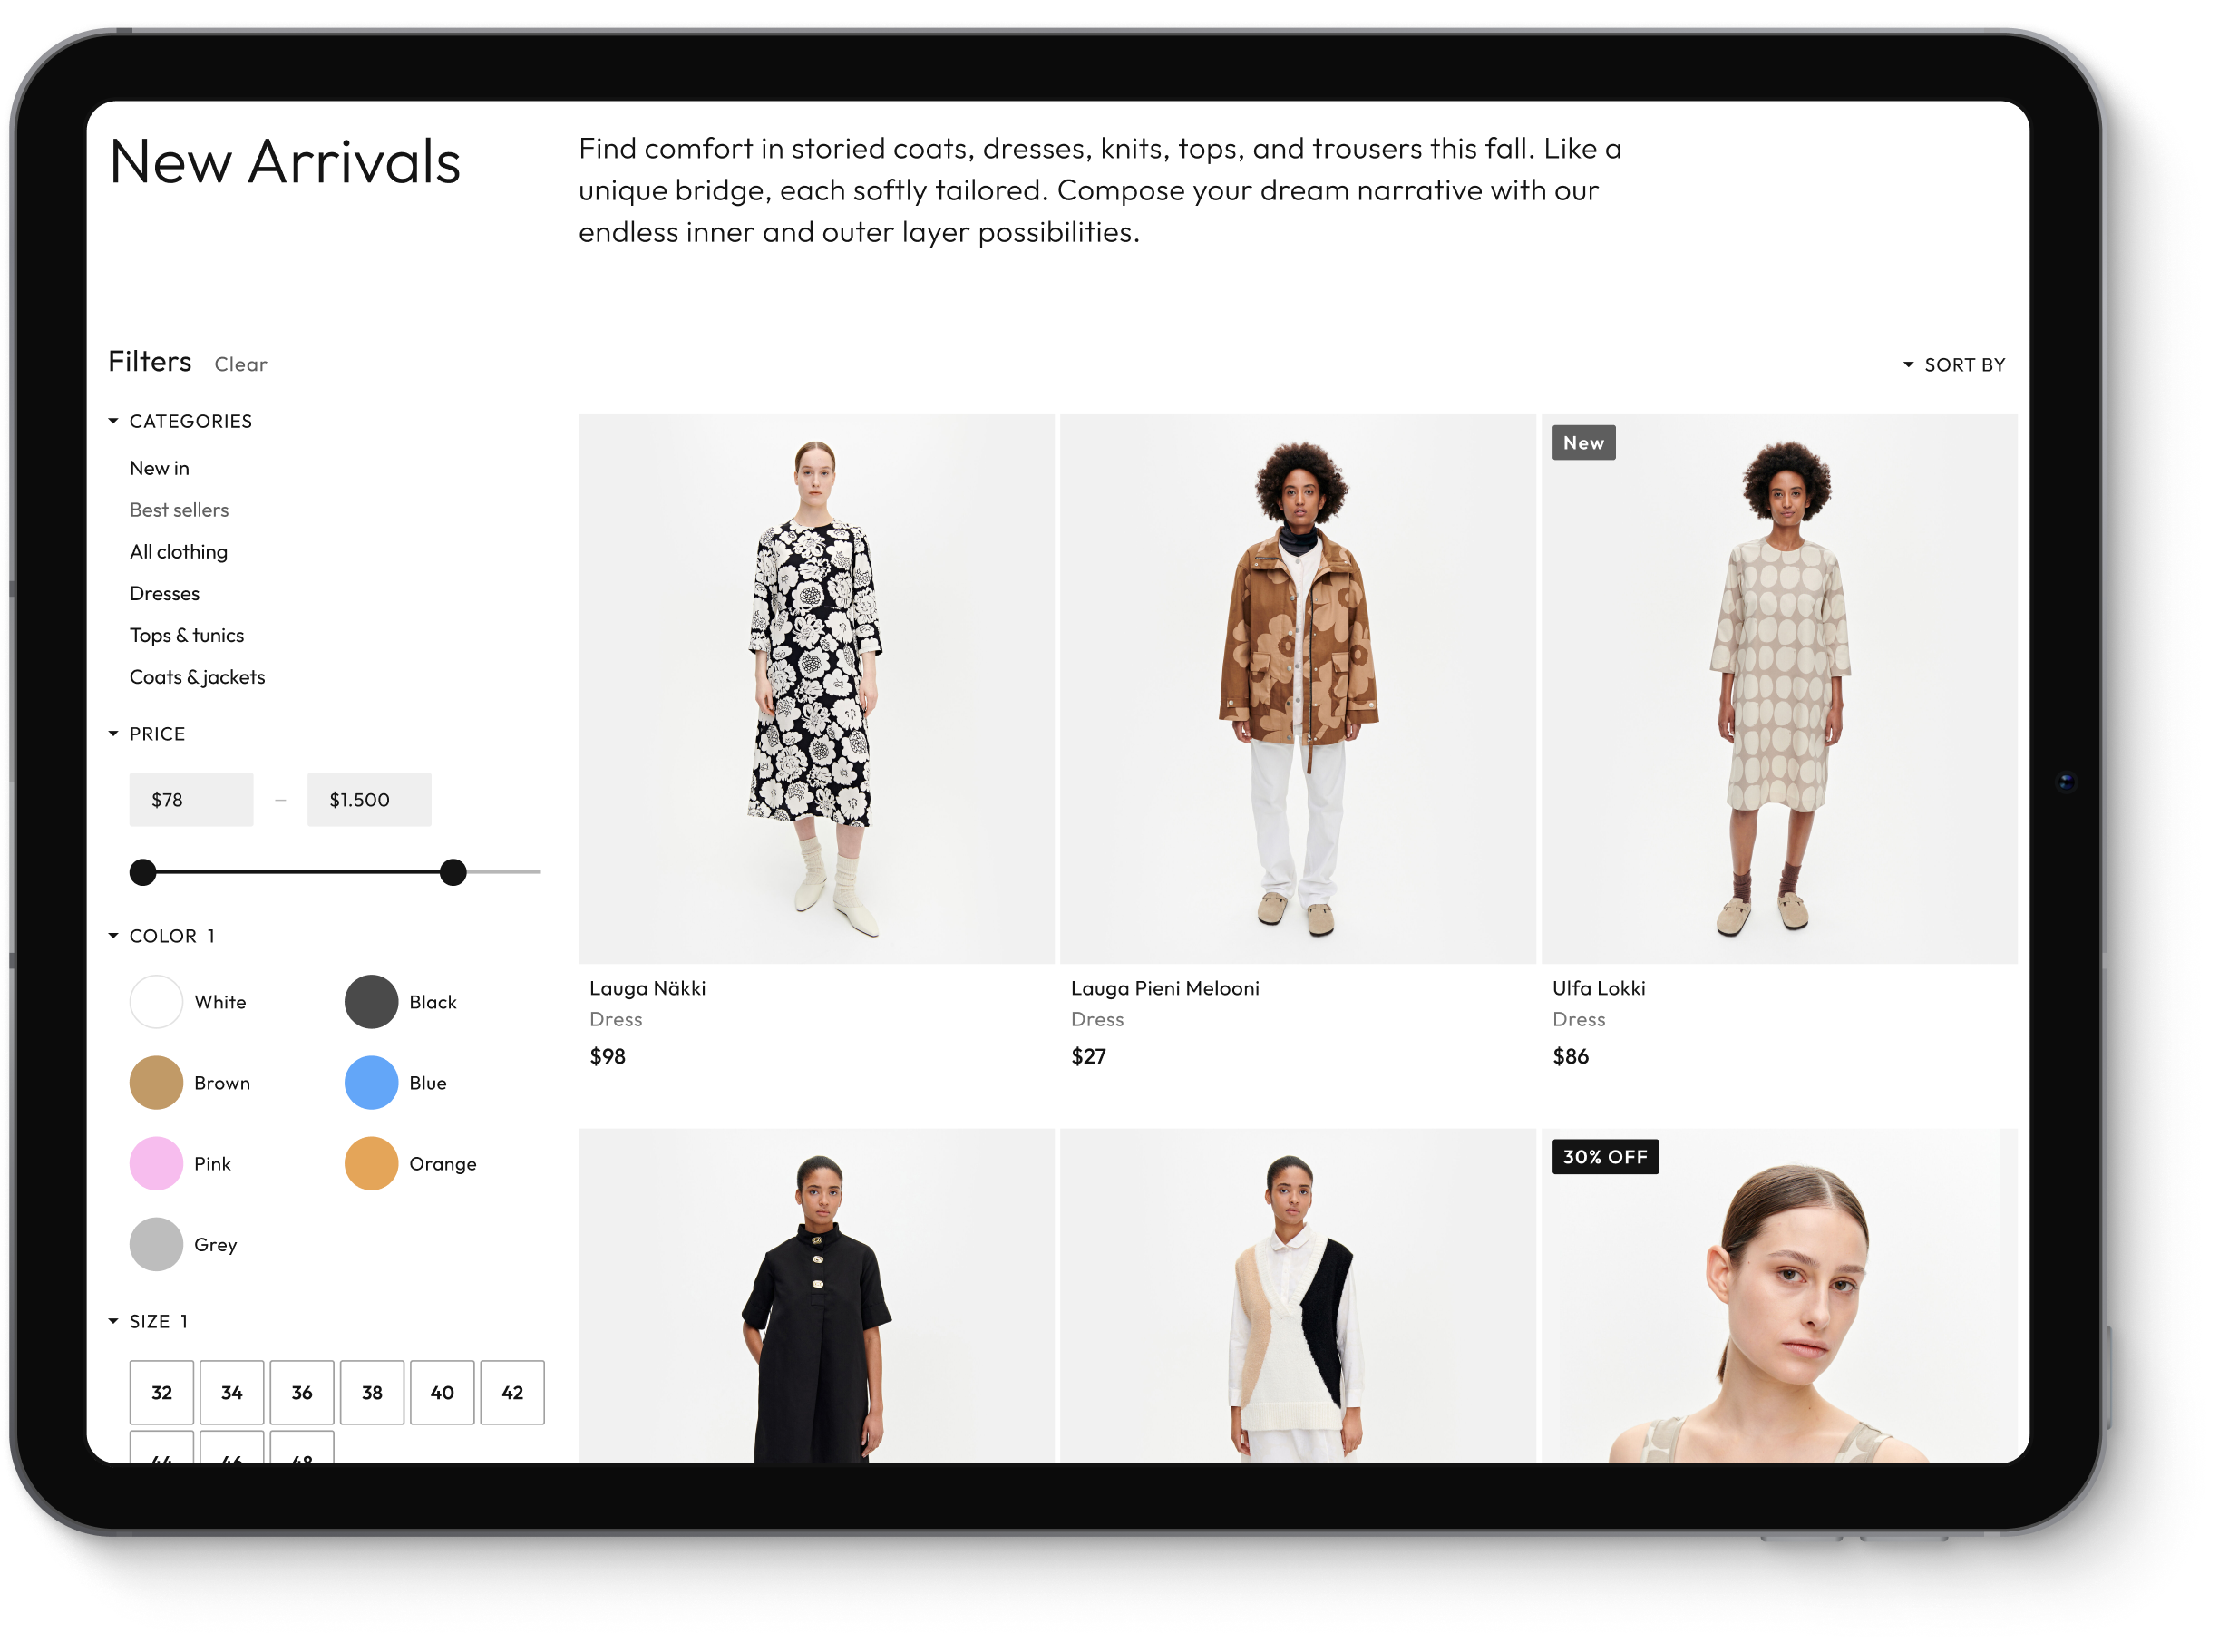 New Arrivals
Find comfort in storied coats, dresses, knits, tops, and trousers this fall. Like a
unique bridge, each softly tailored. Compose your dream narrative with our
endless inner and outer layer possibilities.
Filters Clear
SORT BY
CATEGORIES
New in
Best sellers
All clothing
Dresses
Tops & tunics
Coats & jackets
PRICE
$78 – $1.500
COLOR 1
White Black
Brown Blue
Pink Orange
Grey
SIZE 1
32 34 36 38 40 42
44 46 48
New
Lauga Näkki
Dress
$98
Lauga Pieni Melooni
Dress
$27
Ulfa Lokki
Dress
$86
30% OFF